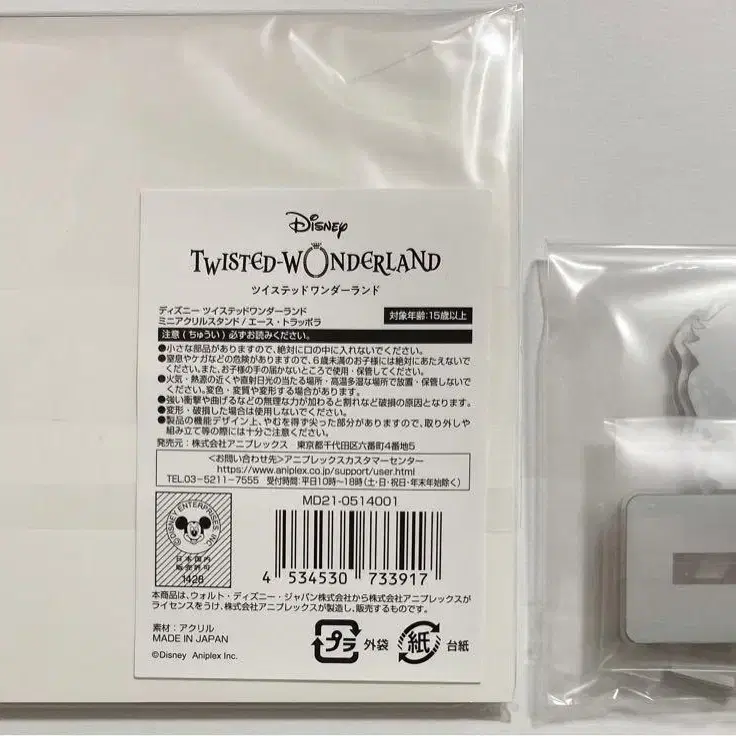 Disney
TWISTED-WONDERLAND
ツイステッドワンダーランド
ディズニー ツイステッドワンダーランド
ミニアクリルスタンド / エース・トラッポラ
対象年齢:15歳以上
注意(ちゅうい)必ずお読みください。
●小さな部品がありますので、絶対に口の中に入れないでください。
●窒息やケガなどの危険がありますので、6歳未満のお子様には絶対にあたえないで
ください。また、お子様の手の届かないところで使用・保管してください。
●火気・熱源の近くや直射日光の当たる場所・高温多湿な場所で放置・保管しないで
ください。変色・変質や変形する場合があります。
●強い衝撃や曲げるなどの無理な力が加わると割れなど破損の原因となります。
●変形・破損した場合は使用しないでください。
●製品の機能デザイン上、やむを得ず尖った部分がありますので、取り外しや
組み立て等の際には十分ご注意ください。
発売元:株式会社アニプレックス 東京都千代田区六番町4番地5
<お問い合わせ先>アニプレックスカスタマーセンター
https://www.aniplex.co.jp/support/user.html
TEL.03-5211-7555 受付時間:平日10時〜18時(土・日・祝日・年末年始除く)
MD21-0514001
©DISNEY ENTERPRISES, INC.
日本国内
販売許可
1428
4 534530 733917
本商品は、ウォルト・ディズニー・ジャパン株式会社から株式会社アニプレックスが
ライセンスをうけ、株式会社アニプレックスが製造し、販売するものです。
素材:アクリル
MADE IN JAPAN
©Disney Aniplex Inc.
プラ 外袋 紙 台紙